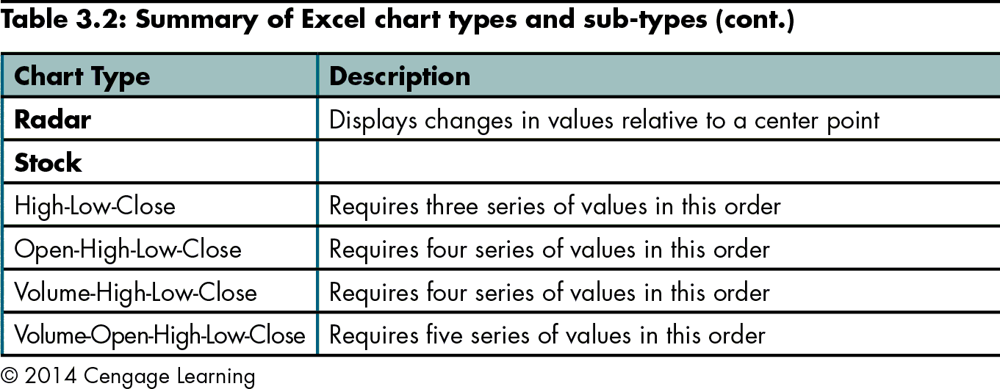 Table 3.2: Summary of Excel chart types and sub-types (cont.)
Chart Type Description
Radar Displays changes in values relative to a center point
Stock
High-Low-Close Requires three series of values in this order
Open-High-Low-Close Requires four series of values in this order
Volume-High-Low-Close Requires four series of values in this order
Volume-Open-High-Low-Close Requires five series of values in this order
© 2014 Cengage Learning